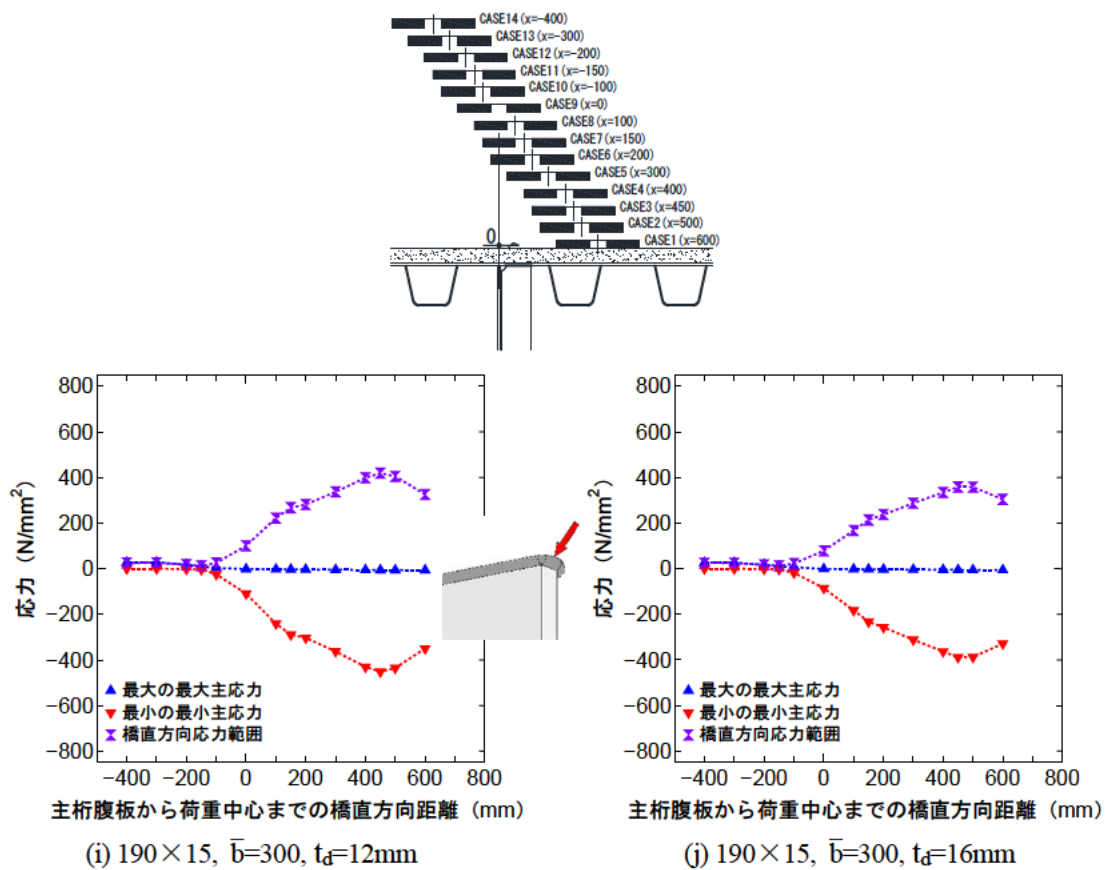 CASE14(x=-400)
CASE13(x=-300)
CASE12(x=-200)
CASE11(x=-150)
CASE10(x=-100)
CASE9(x=0)
CASE8(x=100)
CASE7(x=150)
CASE6(x=200)
CASE5(x=300)
CASE4(x=400)
CASE3(x=450)
CASE2(x=500)
CASE1(x=600)
0
800
600
400
200
0
−200
−400
−600
−800
応力 (N/mm²)
最大の最大主応力
最小の最小主応力
橋直方向応力範囲
−400 −200 0 200 400 600 800
主桁腹板から荷重中心までの橋直方向距離 (mm)
(i) 190×15, b̅=300, t_d=12mm
800
600
400
200
0
−200
−400
−600
−800
応力 (N/mm²)
最大の最大主応力
最小の最小主応力
橋直方向応力範囲
−400 −200 0 200 400 600 800
主桁腹板から荷重中心までの橋直方向距離 (mm)
(j) 190×15, b̅=300, t_d=16mm